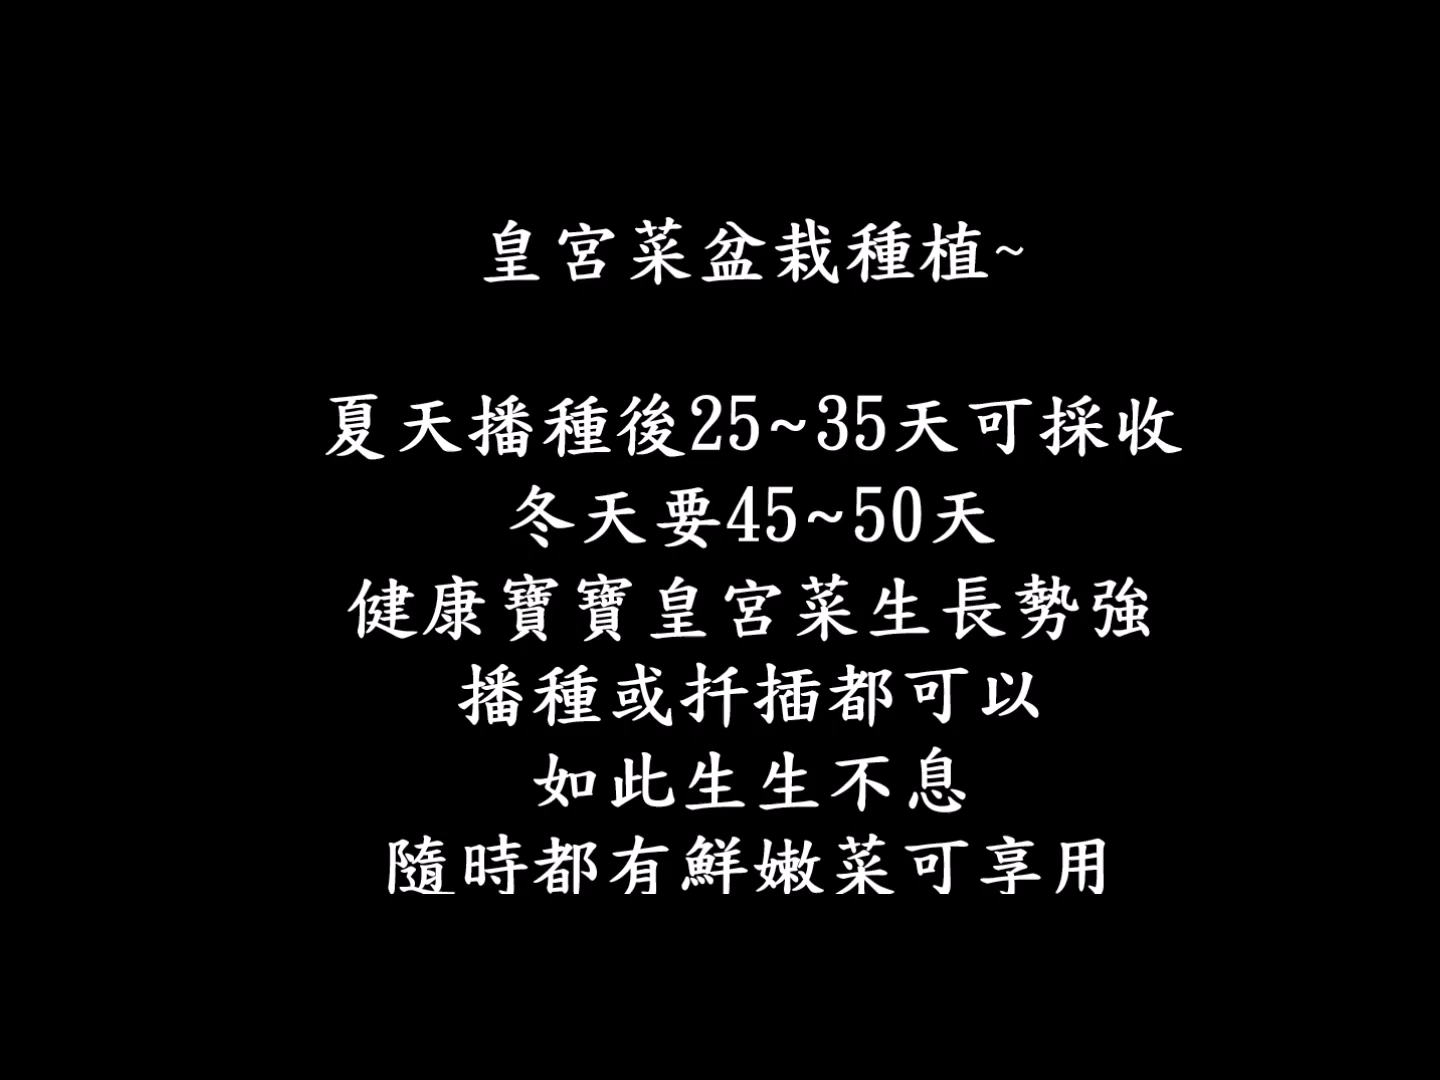 皇宮菜盆栽種植~
夏天播種後25~35天可採收
冬天要45~50天
健康寶寶皇宮菜生長勢強
播種或扦插都可以
如此生生不息
隨時都有鮮嫩菜可享用